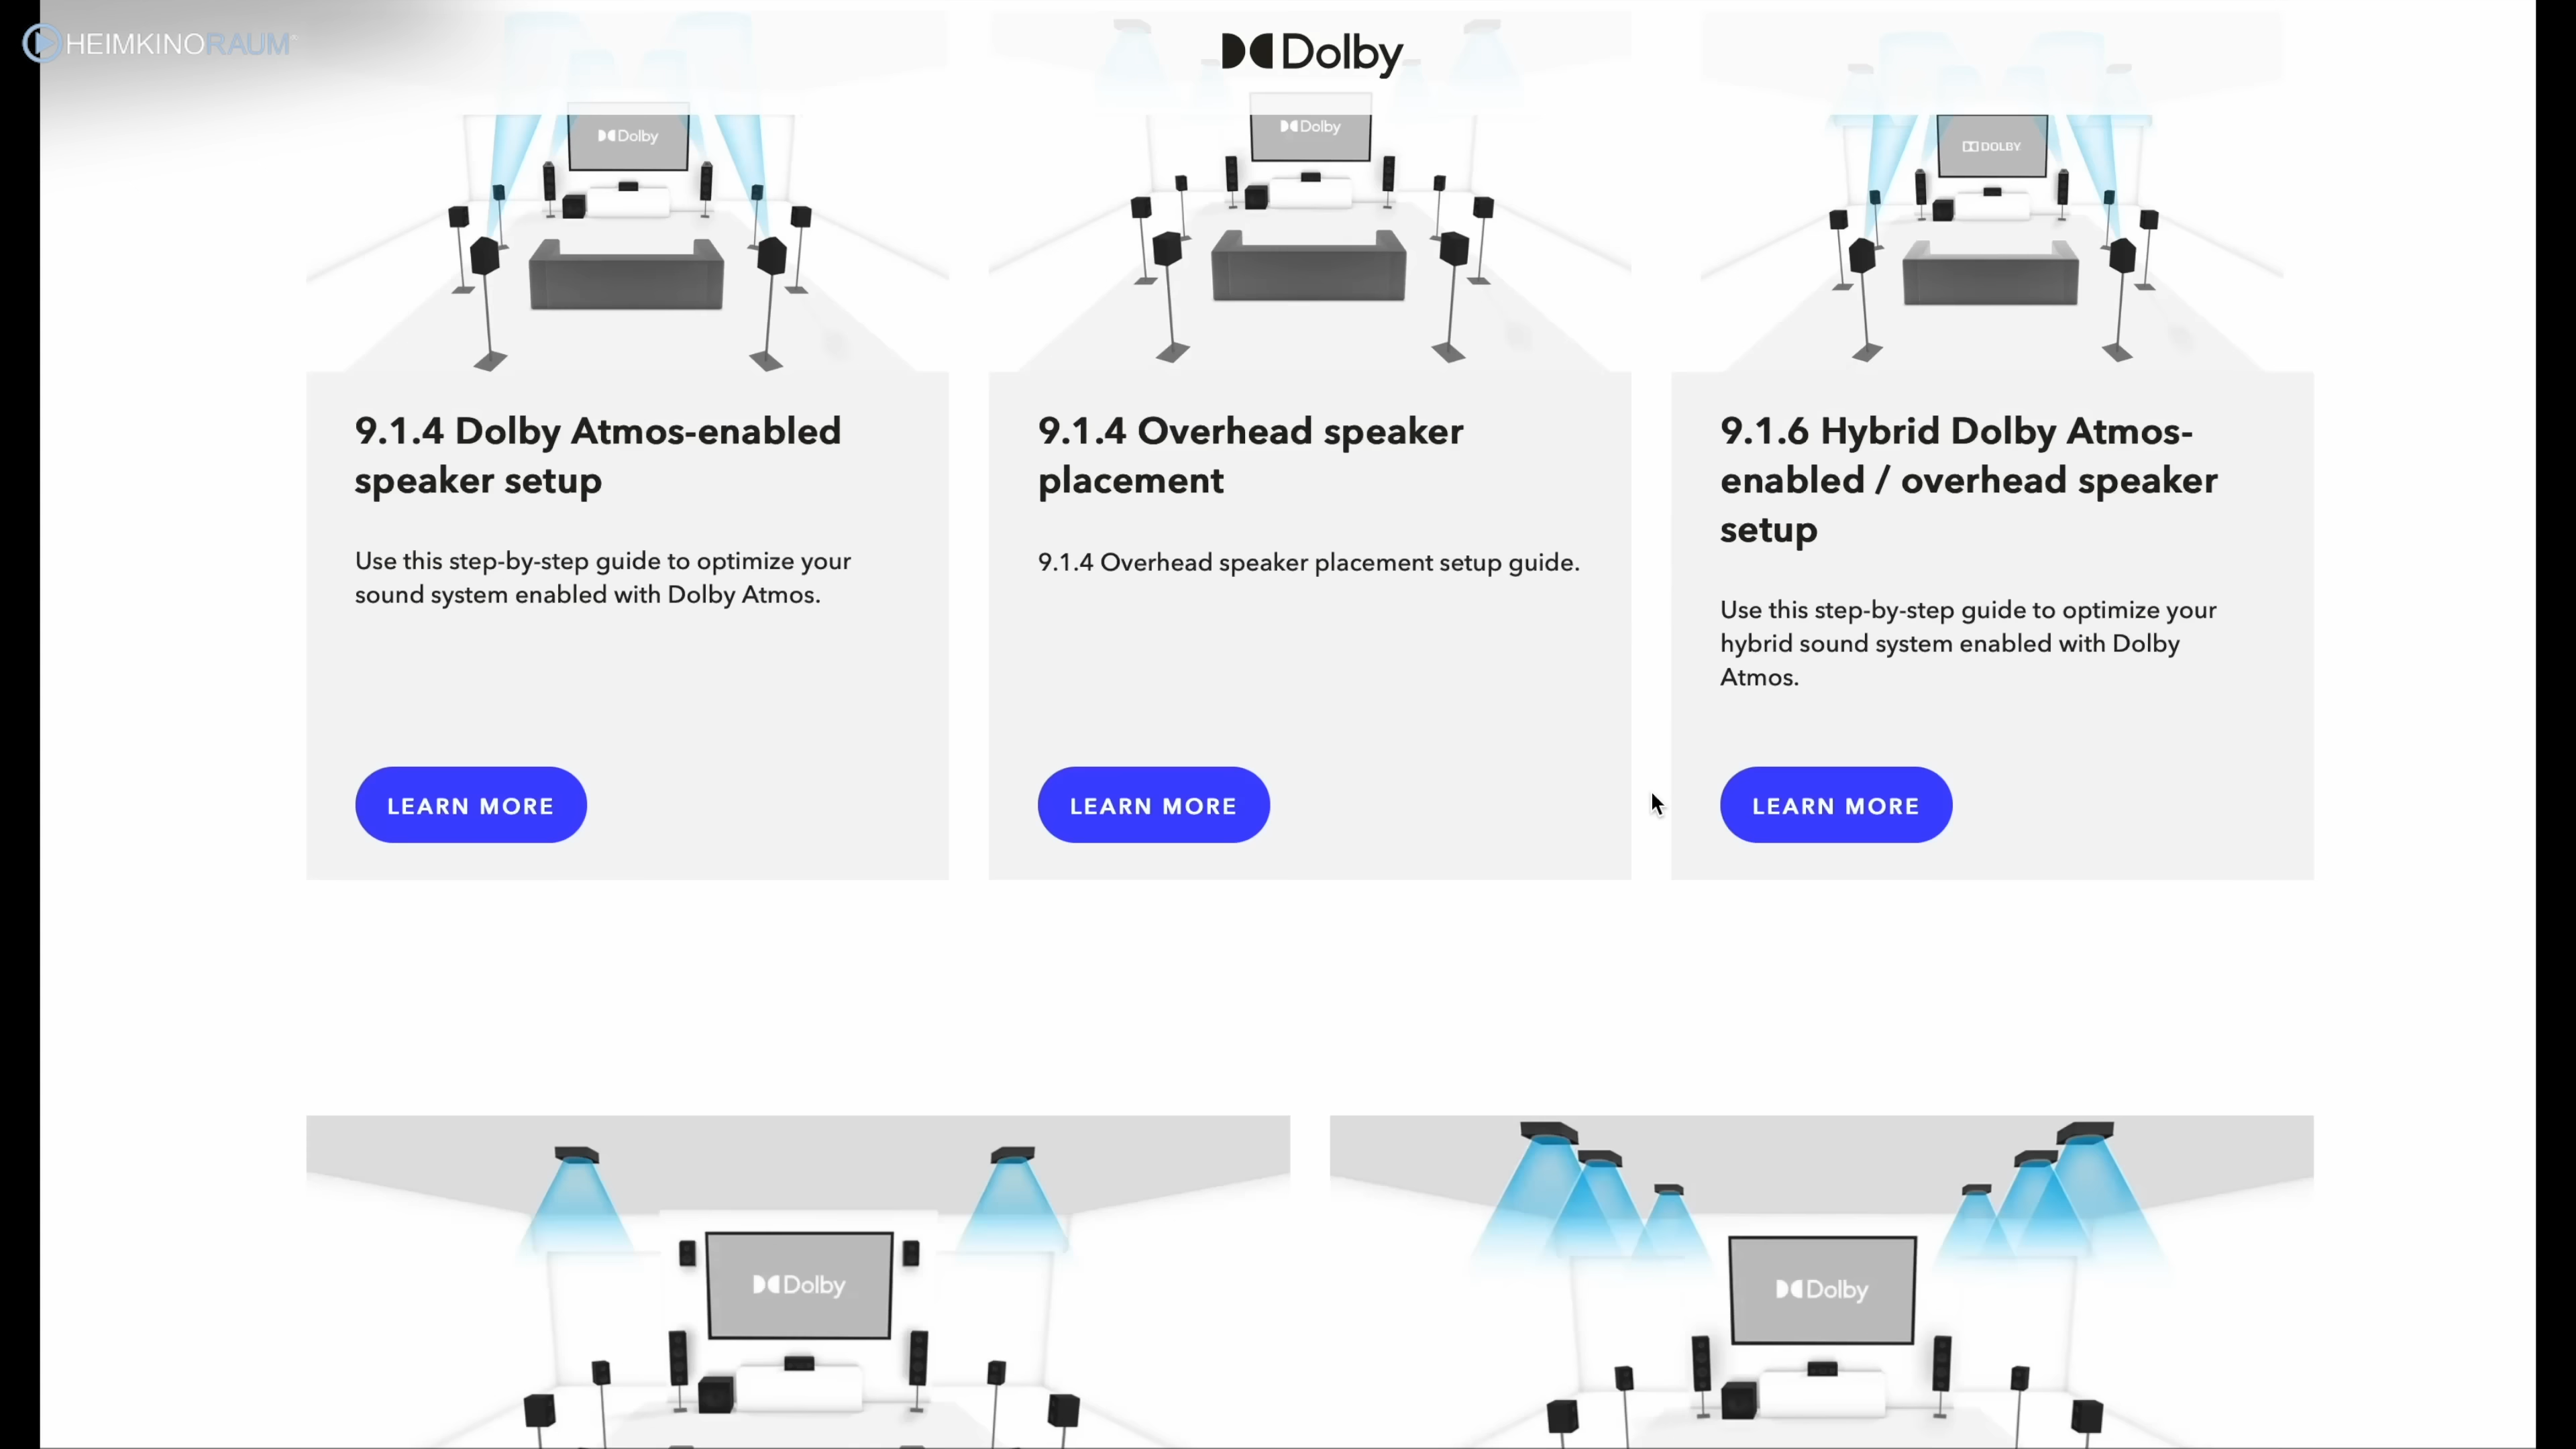 HEIMKINORAUM
Dolby
Dolby
Dolby
DOLBY
9.1.4 Dolby Atmos-enabled
speaker setup
Use this step-by-step guide to optimize your
sound system enabled with Dolby Atmos.
LEARN MORE
9.1.4 Overhead speaker
placement
9.1.4 Overhead speaker placement setup guide.
LEARN MORE
9.1.6 Hybrid Dolby Atmos-
enabled / overhead speaker
setup
Use this step-by-step guide to optimize your
hybrid sound system enabled with Dolby
Atmos.
LEARN MORE
Dolby
Dolby